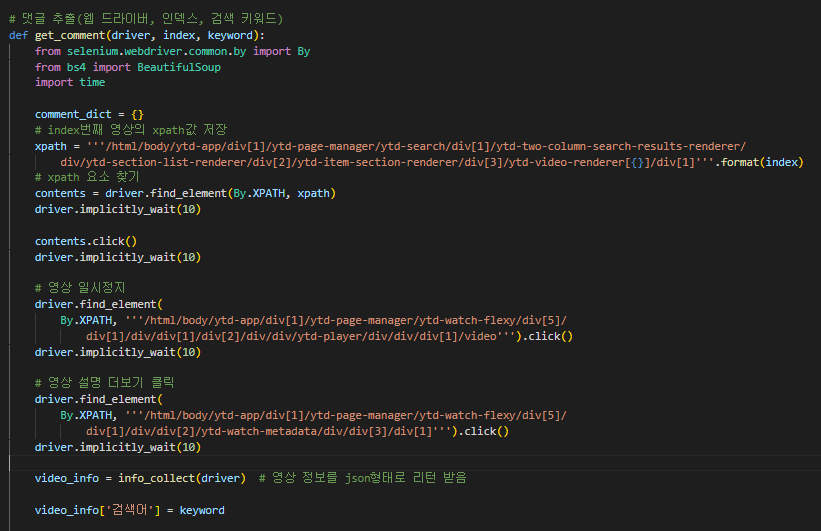 # 댓글 추출(웹 드라이버, 인덱스, 검색 키워드)
def get_comment(driver, index, keyword):
    from selenium.webdriver.common.by import By
    from bs4 import BeautifulSoup
    import time

    comment_dict = {}
    # index번째 영상의 xpath값 저장
    xpath = '''/html/body/ytd-app/div[1]/ytd-page-manager/ytd-search/div[1]/ytd-two-column-search-results-renderer/
        div/ytd-section-list-renderer/div[2]/ytd-item-section-renderer/div[3]/ytd-video-renderer[{}]/div[1]'''.format(index)
    # xpath 요소 찾기
    contents = driver.find_element(By.XPATH, xpath)
    driver.implicitly_wait(10)

    contents.click()
    driver.implicitly_wait(10)

    # 영상 일시정지
    driver.find_element(
        By.XPATH, '''/html/body/ytd-app/div[1]/ytd-page-manager/ytd-watch-flexy/div[5]/
            div[1]/div/div[1]/div[2]/div/div/ytd-player/div/div/div[1]/video''').click()
    driver.implicitly_wait(10)

    # 영상 설명 더보기 클릭
    driver.find_element(
        By.XPATH, '''/html/body/ytd-app/div[1]/ytd-page-manager/ytd-watch-flexy/div[5]/
            div[1]/div/div[2]/ytd-watch-metadata/div/div[3]/div[1]''').click()
    driver.implicitly_wait(10)

    video_info = info_collect(driver)  # 영상 정보를 json형태로 리턴 받음

    video_info['검색어'] = keyword